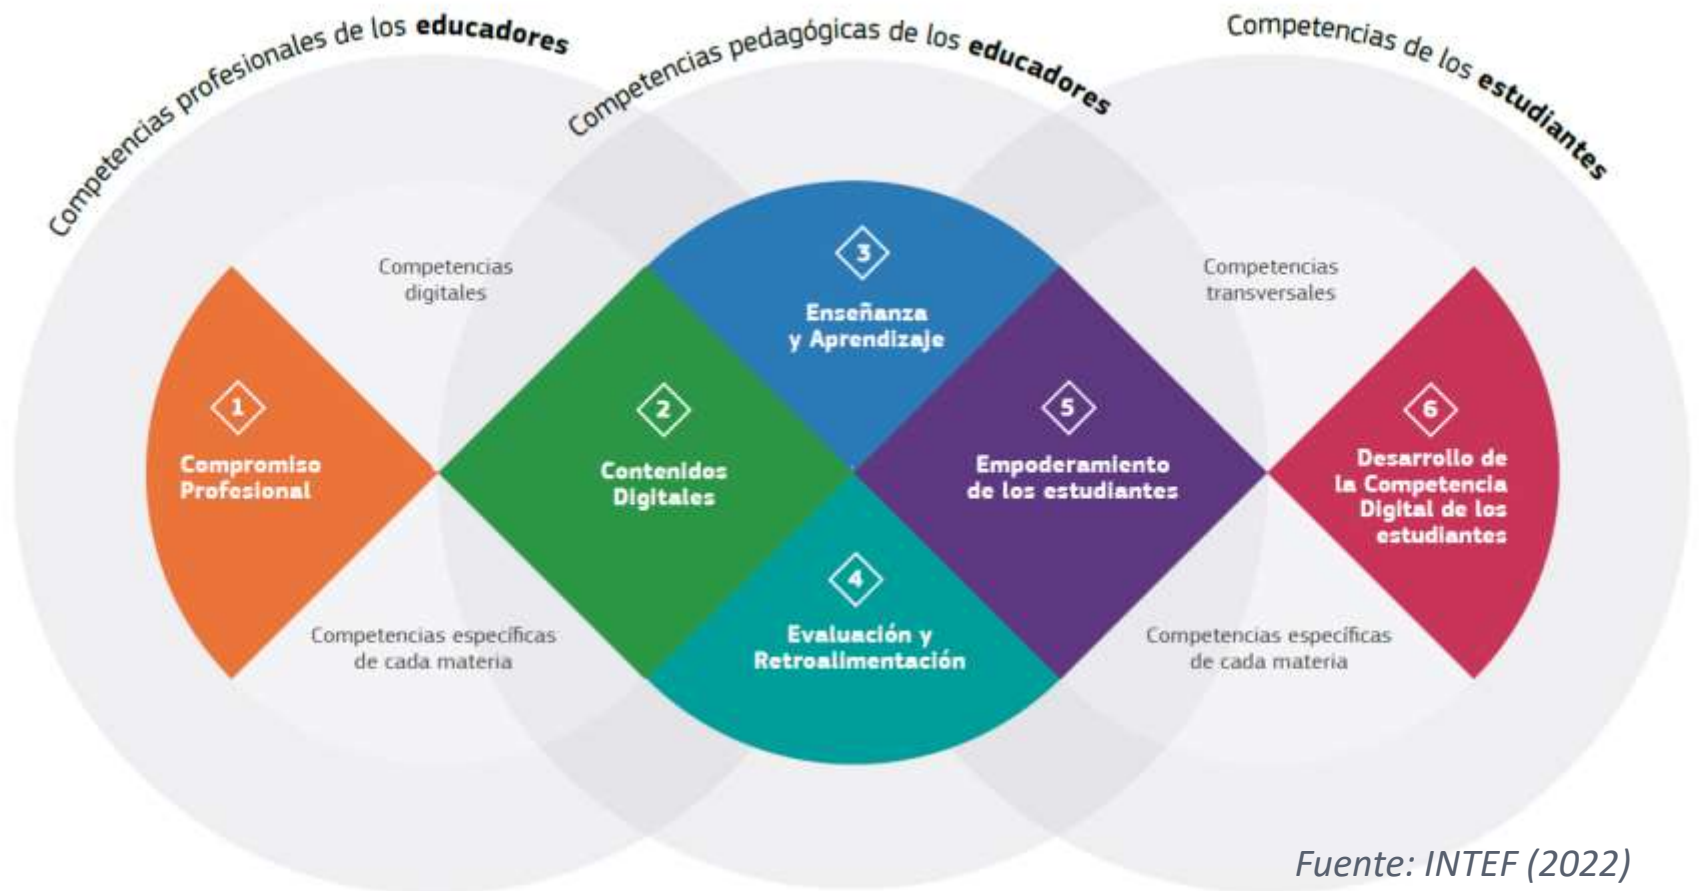 Competencias profesionales de los educadores
Competencias pedagógicas de los educadores
Competencias de los estudiantes
Competencias
digitales
Competencias
transversales
3
Enseñanza
y Aprendizaje
1
Compromiso
Profesional
2
Contenidos
Digitales
5
Empoderamiento
de los estudiantes
6
Desarrollo de
la Competencia
Digital de los
estudiantes
4
Evaluación y
Retroalimentación
Competencias específicas
de cada materia
Competencias específicas
de cada materia
Fuente: INTEF (2022)